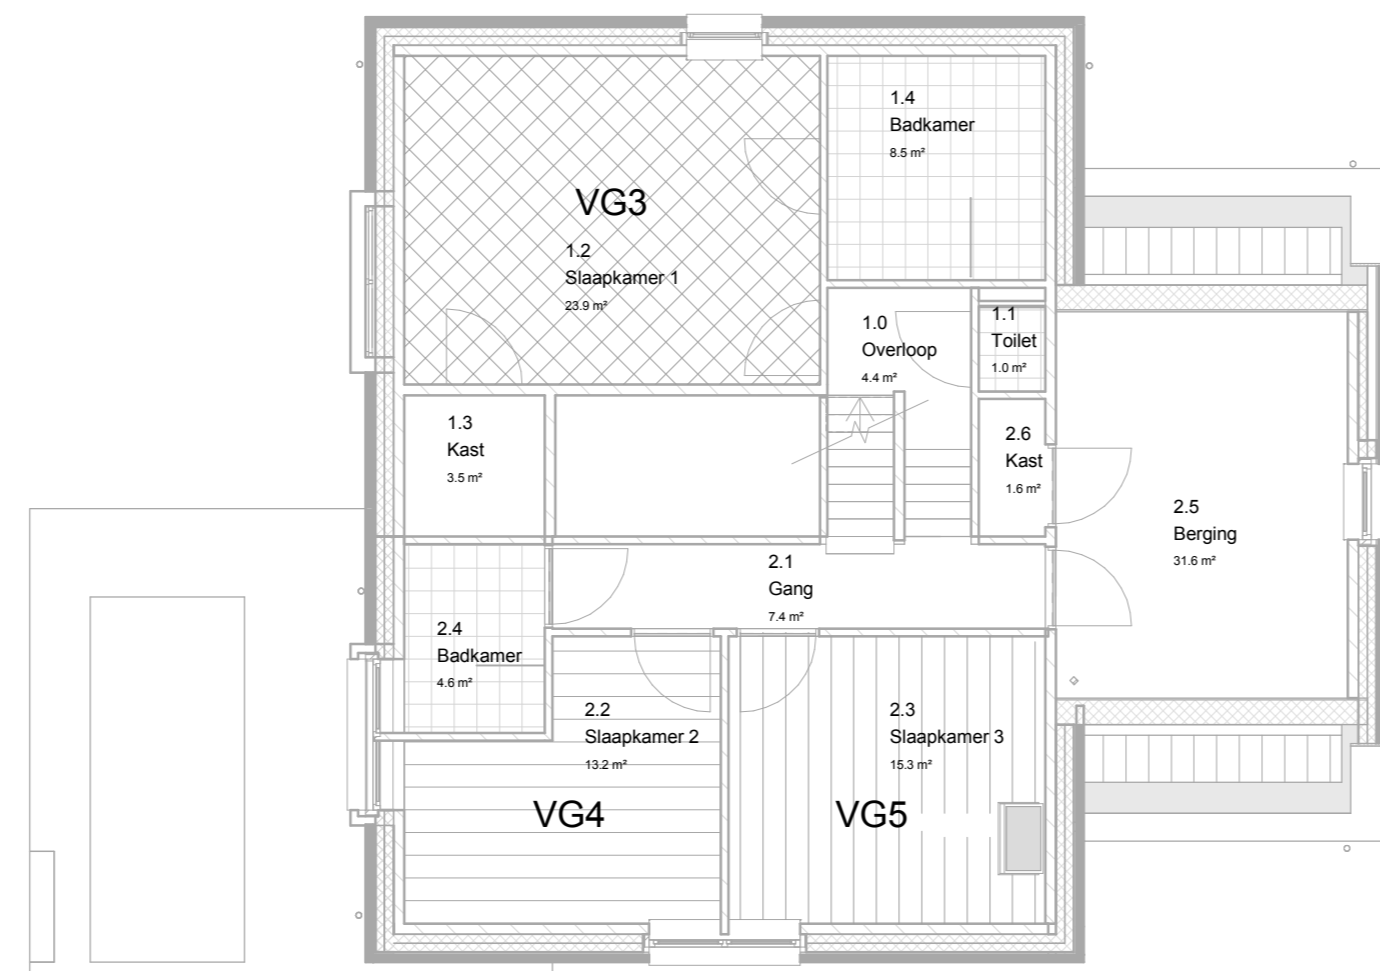 1.4
Badkamer
8.5 m²
VG3
1.2
Slaapkamer 1
23.9 m²
1.0
Overloop
4.4 m²
1.1
Toilet
1.0 m²
1.3
Kast
3.5 m²
2.6
Kast
1.6 m²
2.5
Berging
31.6 m²
2.1
Gang
7.4 m²
2.4
Badkamer
4.6 m²
2.2
Slaapkamer 2
13.2 m²
VG4
2.3
Slaapkamer 3
15.3 m²
VG5